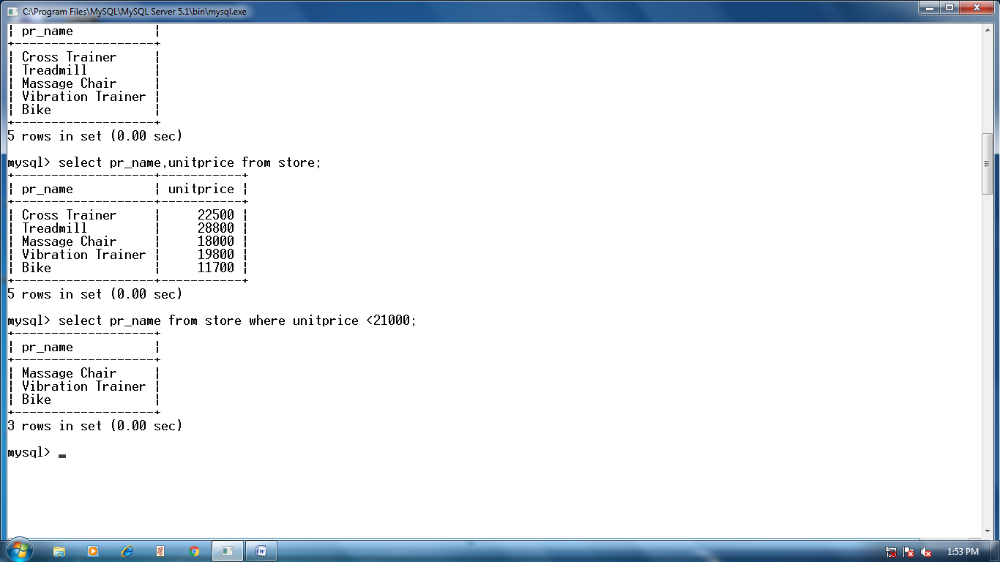 C:\Program Files\MySQL\MySQL Server 5.1\bin\mysql.exe
| pr_name           |
+-------------------+
| Cross Trainer     |
| Treadmill         |
| Massage Chair     |
| Vibration Trainer |
| Bike              |
+-------------------+
5 rows in set (0.00 sec)
mysql> select pr_name,unitprice from store;
+-------------------+-----------+
| pr_name           | unitprice |
+-------------------+-----------+
| Cross Trainer     |     22500 |
| Treadmill         |     28800 |
| Massage Chair     |     18000 |
| Vibration Trainer |     19800 |
| Bike              |     11700 |
+-------------------+-----------+
5 rows in set (0.00 sec)
mysql> select pr_name from store where unitprice <21000;
+-------------------+
| pr_name           |
+-------------------+
| Massage Chair     |
| Vibration Trainer |
| Bike              |
+-------------------+
3 rows in set (0.00 sec)
mysql> _
1:53 PM